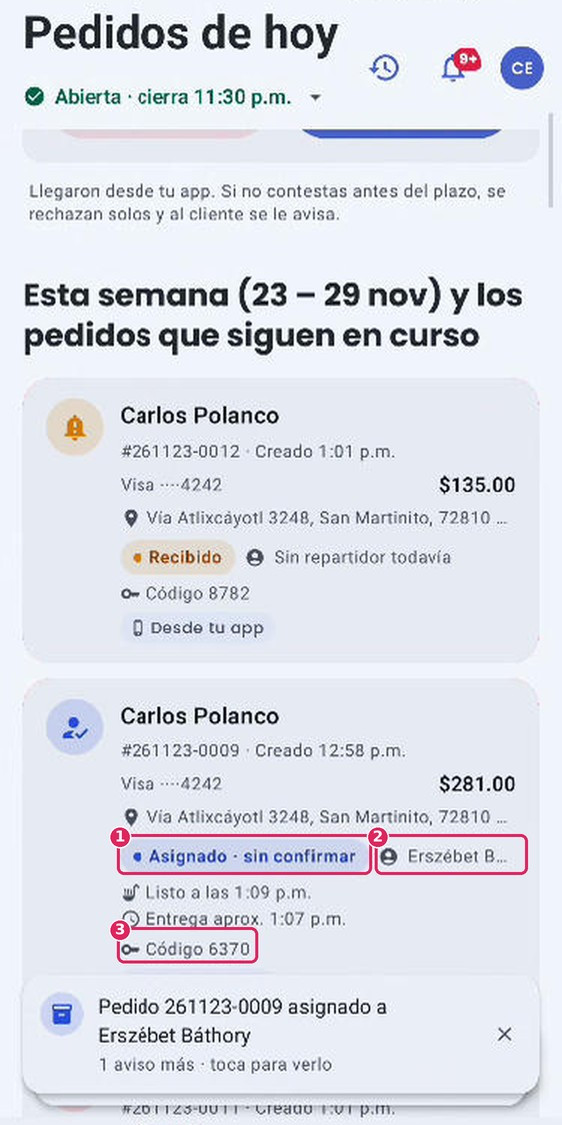 Pedidos de hoy
9+
CE
Abierta · cierra 11:30 p.m.
Llegaron desde tu app. Si no contestas antes del plazo, se
rechazan solos y al cliente se le avisa.
Esta semana (23 – 29 nov) y los
pedidos que siguen en curso
Carlos Polanco
#261123-0012 · Creado 1:01 p.m.
Visa ····4242 $135.00
Vía Atlixcáyotl 3248, San Martinito, 72810 ...
Recibido Sin repartidor todavía
Código 8782
Desde tu app
Carlos Polanco
#261123-0009 · Creado 12:58 p.m.
Visa ····4242 $281.00
Vía Atlixcáyotl 3248, San Martinito, 72810 ...
1 2
Asignado · sin confirmar Erszébet B...
Listo a las 1:09 p.m.
Entrega aprox. 1:07 p.m.
3
Código 6370
Pedido 261123-0009 asignado a
Erszébet Báthory
1 aviso más · toca para verlo
#261123-0011 · Creado 1:01 p.m.